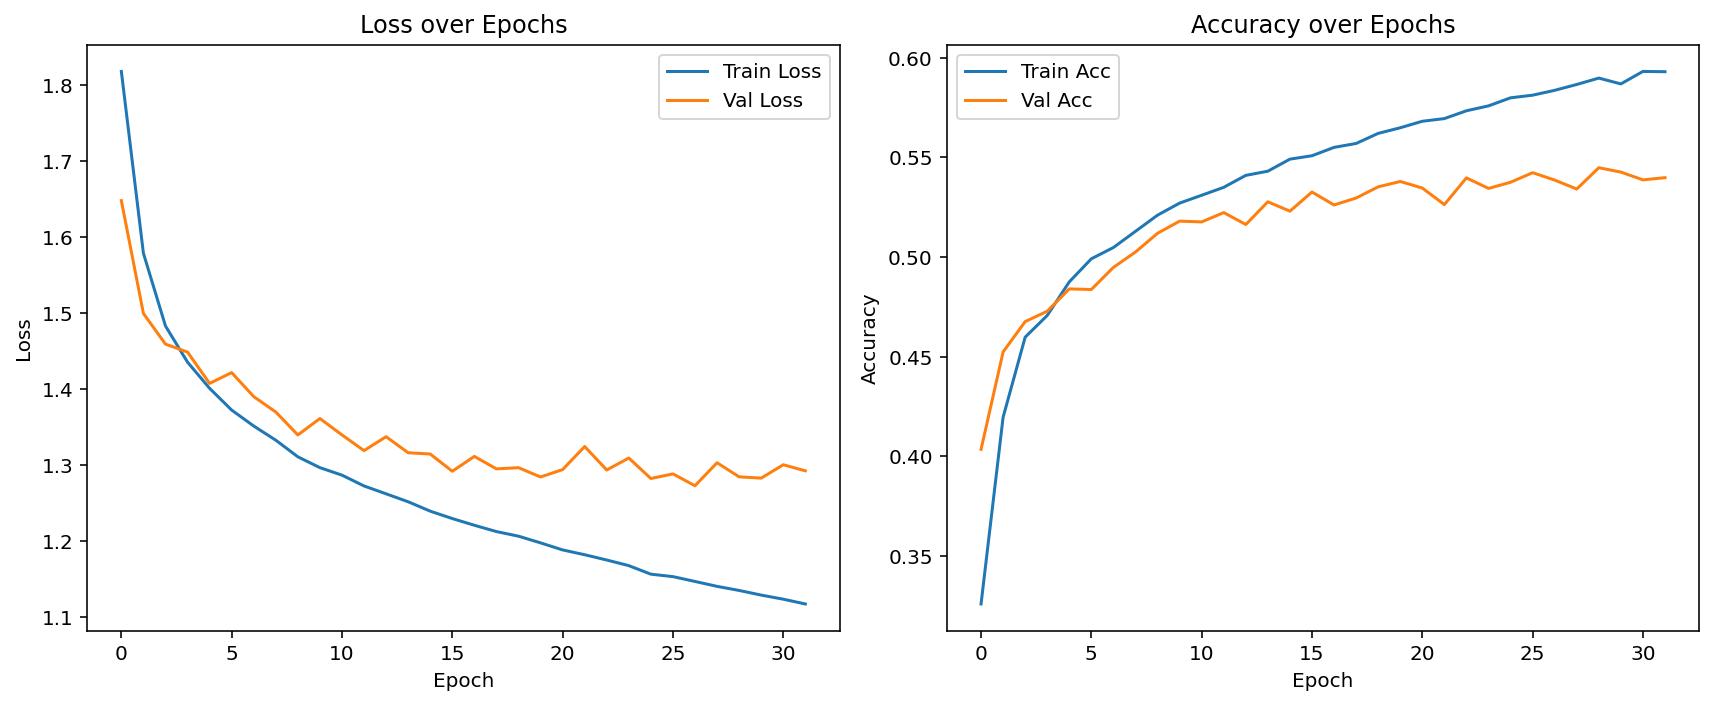 Loss over Epochs
Train Loss
Val Loss
1.8
1.7
1.6
1.5
1.4
1.3
1.2
1.1
Loss
0 5 10 15 20 25 30
Epoch
Accuracy over Epochs
Train Acc
Val Acc
0.60
0.55
0.50
0.45
0.40
0.35
Accuracy
0 5 10 15 20 25 30
Epoch